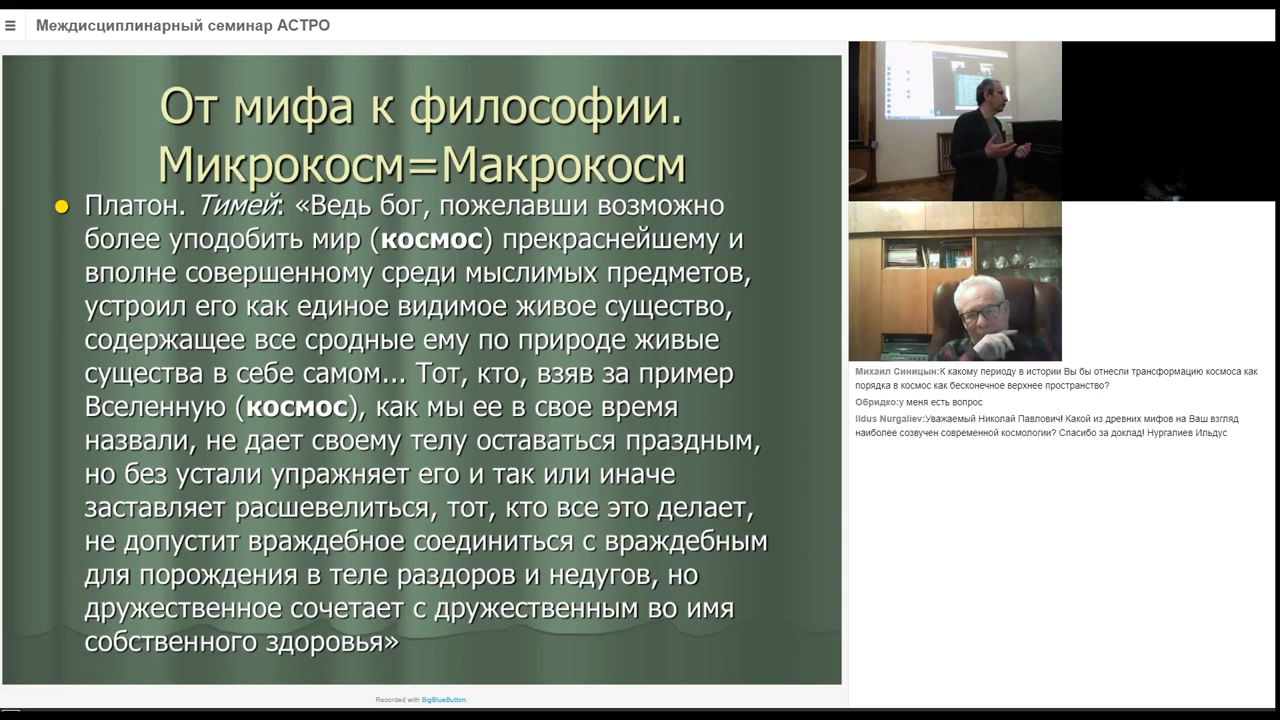 Междисциплинарный семинар АСТРО
От мифа к философии.
Микрокосм=Макрокосм
Платон. Тимей: «Ведь бог, пожелавши возможно
более уподобить мир (космос) прекраснейшему и
вполне совершенному среди мыслимых предметов,
устроил его как единое видимое живое существо,
содержащее все сродные ему по природе живые
существа в себе самом... Тот, кто, взяв за пример
Вселенную (космос), как мы ее в свое время
назвали, не дает своему телу оставаться праздным,
но без устали упражняет его и так или иначе
заставляет расшевелиться, тот, кто все это делает,
не допустит враждебное соединиться с враждебным
для порождения в теле раздоров и недугов, но
дружественное сочетает с дружественным во имя
собственного здоровья»
Recorded with BigBlueButton.
Михаил Синицын:К какому периоду в истории Вы бы отнесли трансформацию космоса как
порядка в космос как бесконечное верхнее пространство?
Обридко:у меня есть вопрос
Ildus Nurgaliev:Уважаемый Николай Павлович! Какой из древних мифов на Ваш взгляд
наиболее созвучен современной космологии? Спасибо за доклад! Нургалиев Ильдус